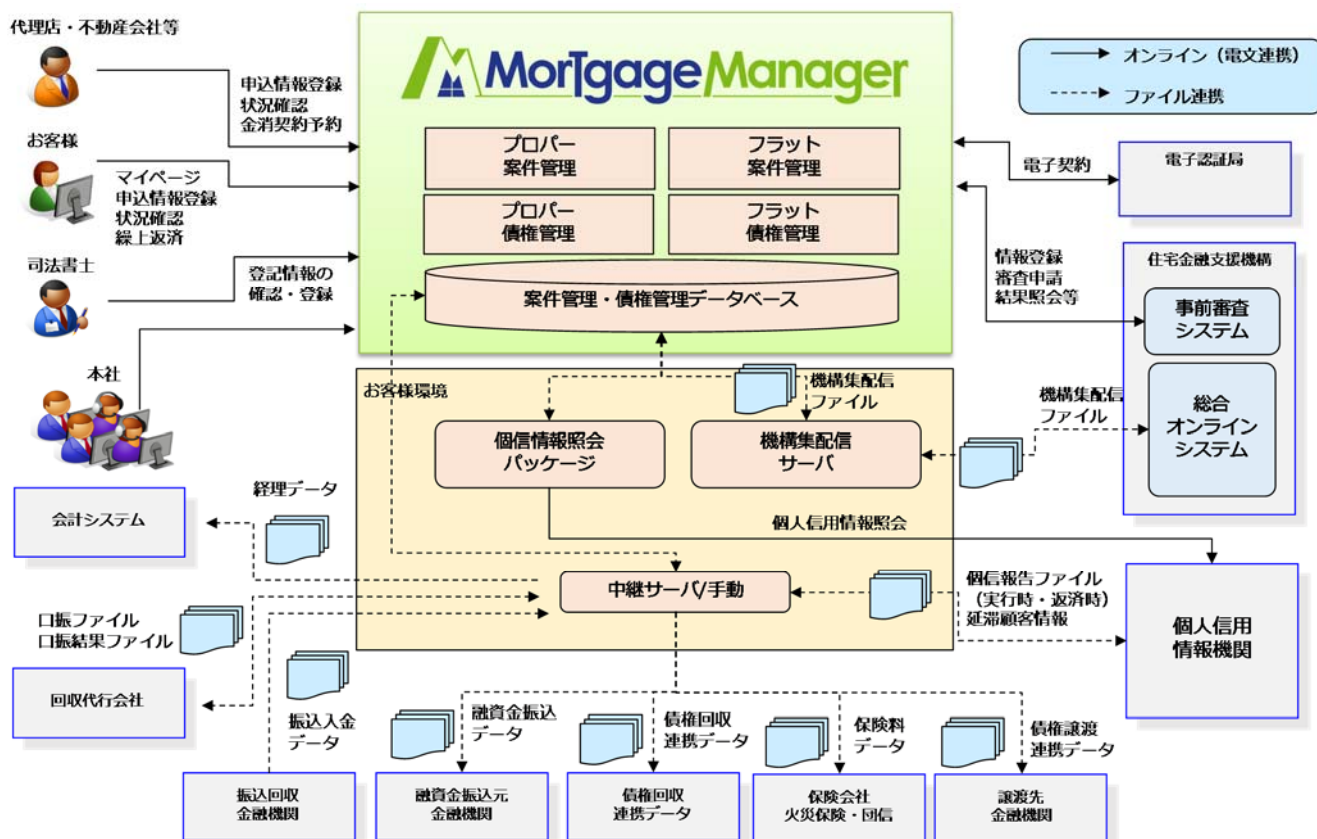 代理店・不動産会社等
申込情報登録
状況確認
金消契約予約
お客様
マイページ
申込情報登録
状況確認
繰上返済
司法書士
登記情報の
確認・登録
本社
MorTgage Manager
プロパー
案件管理
フラット
案件管理
プロパー
債権管理
フラット
債権管理
案件管理・債権管理データベース
オンライン（電文連携）
ファイル連携
電子契約
電子認証局
情報登録
審査申請
結果照会等
住宅金融支援機構
事前審査
システム
総合
オンライン
システム
機構集配信
ファイル
お客様環境
機構集配信
ファイル
個信情報照会
パッケージ
機構集配信
サーバ
個人信用情報照会
中継サーバ/手動
個信報告ファイル
（実行時・返済時）
延滞顧客情報
個人信用
情報機関
経理データ
会計システム
口振ファイル
口振結果ファイル
回収代行会社
振込入金
データ
融資金振込
データ
債権回収
連携データ
保険料
データ
債権譲渡
連携データ
振込回収
金融機関
融資金振込元
金融機関
債権回収
連携データ
保険会社
火災保険・団信
譲渡先
金融機関